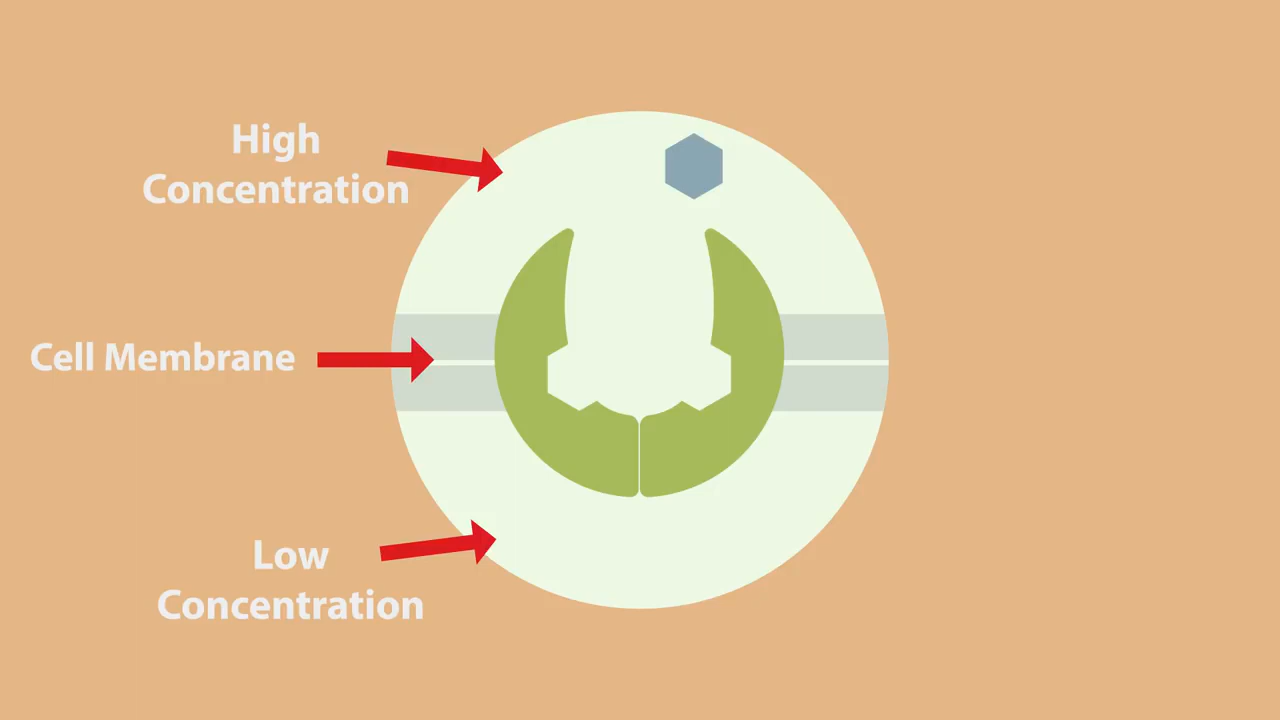 High
Concentration
Cell Membrane
Low
Concentration